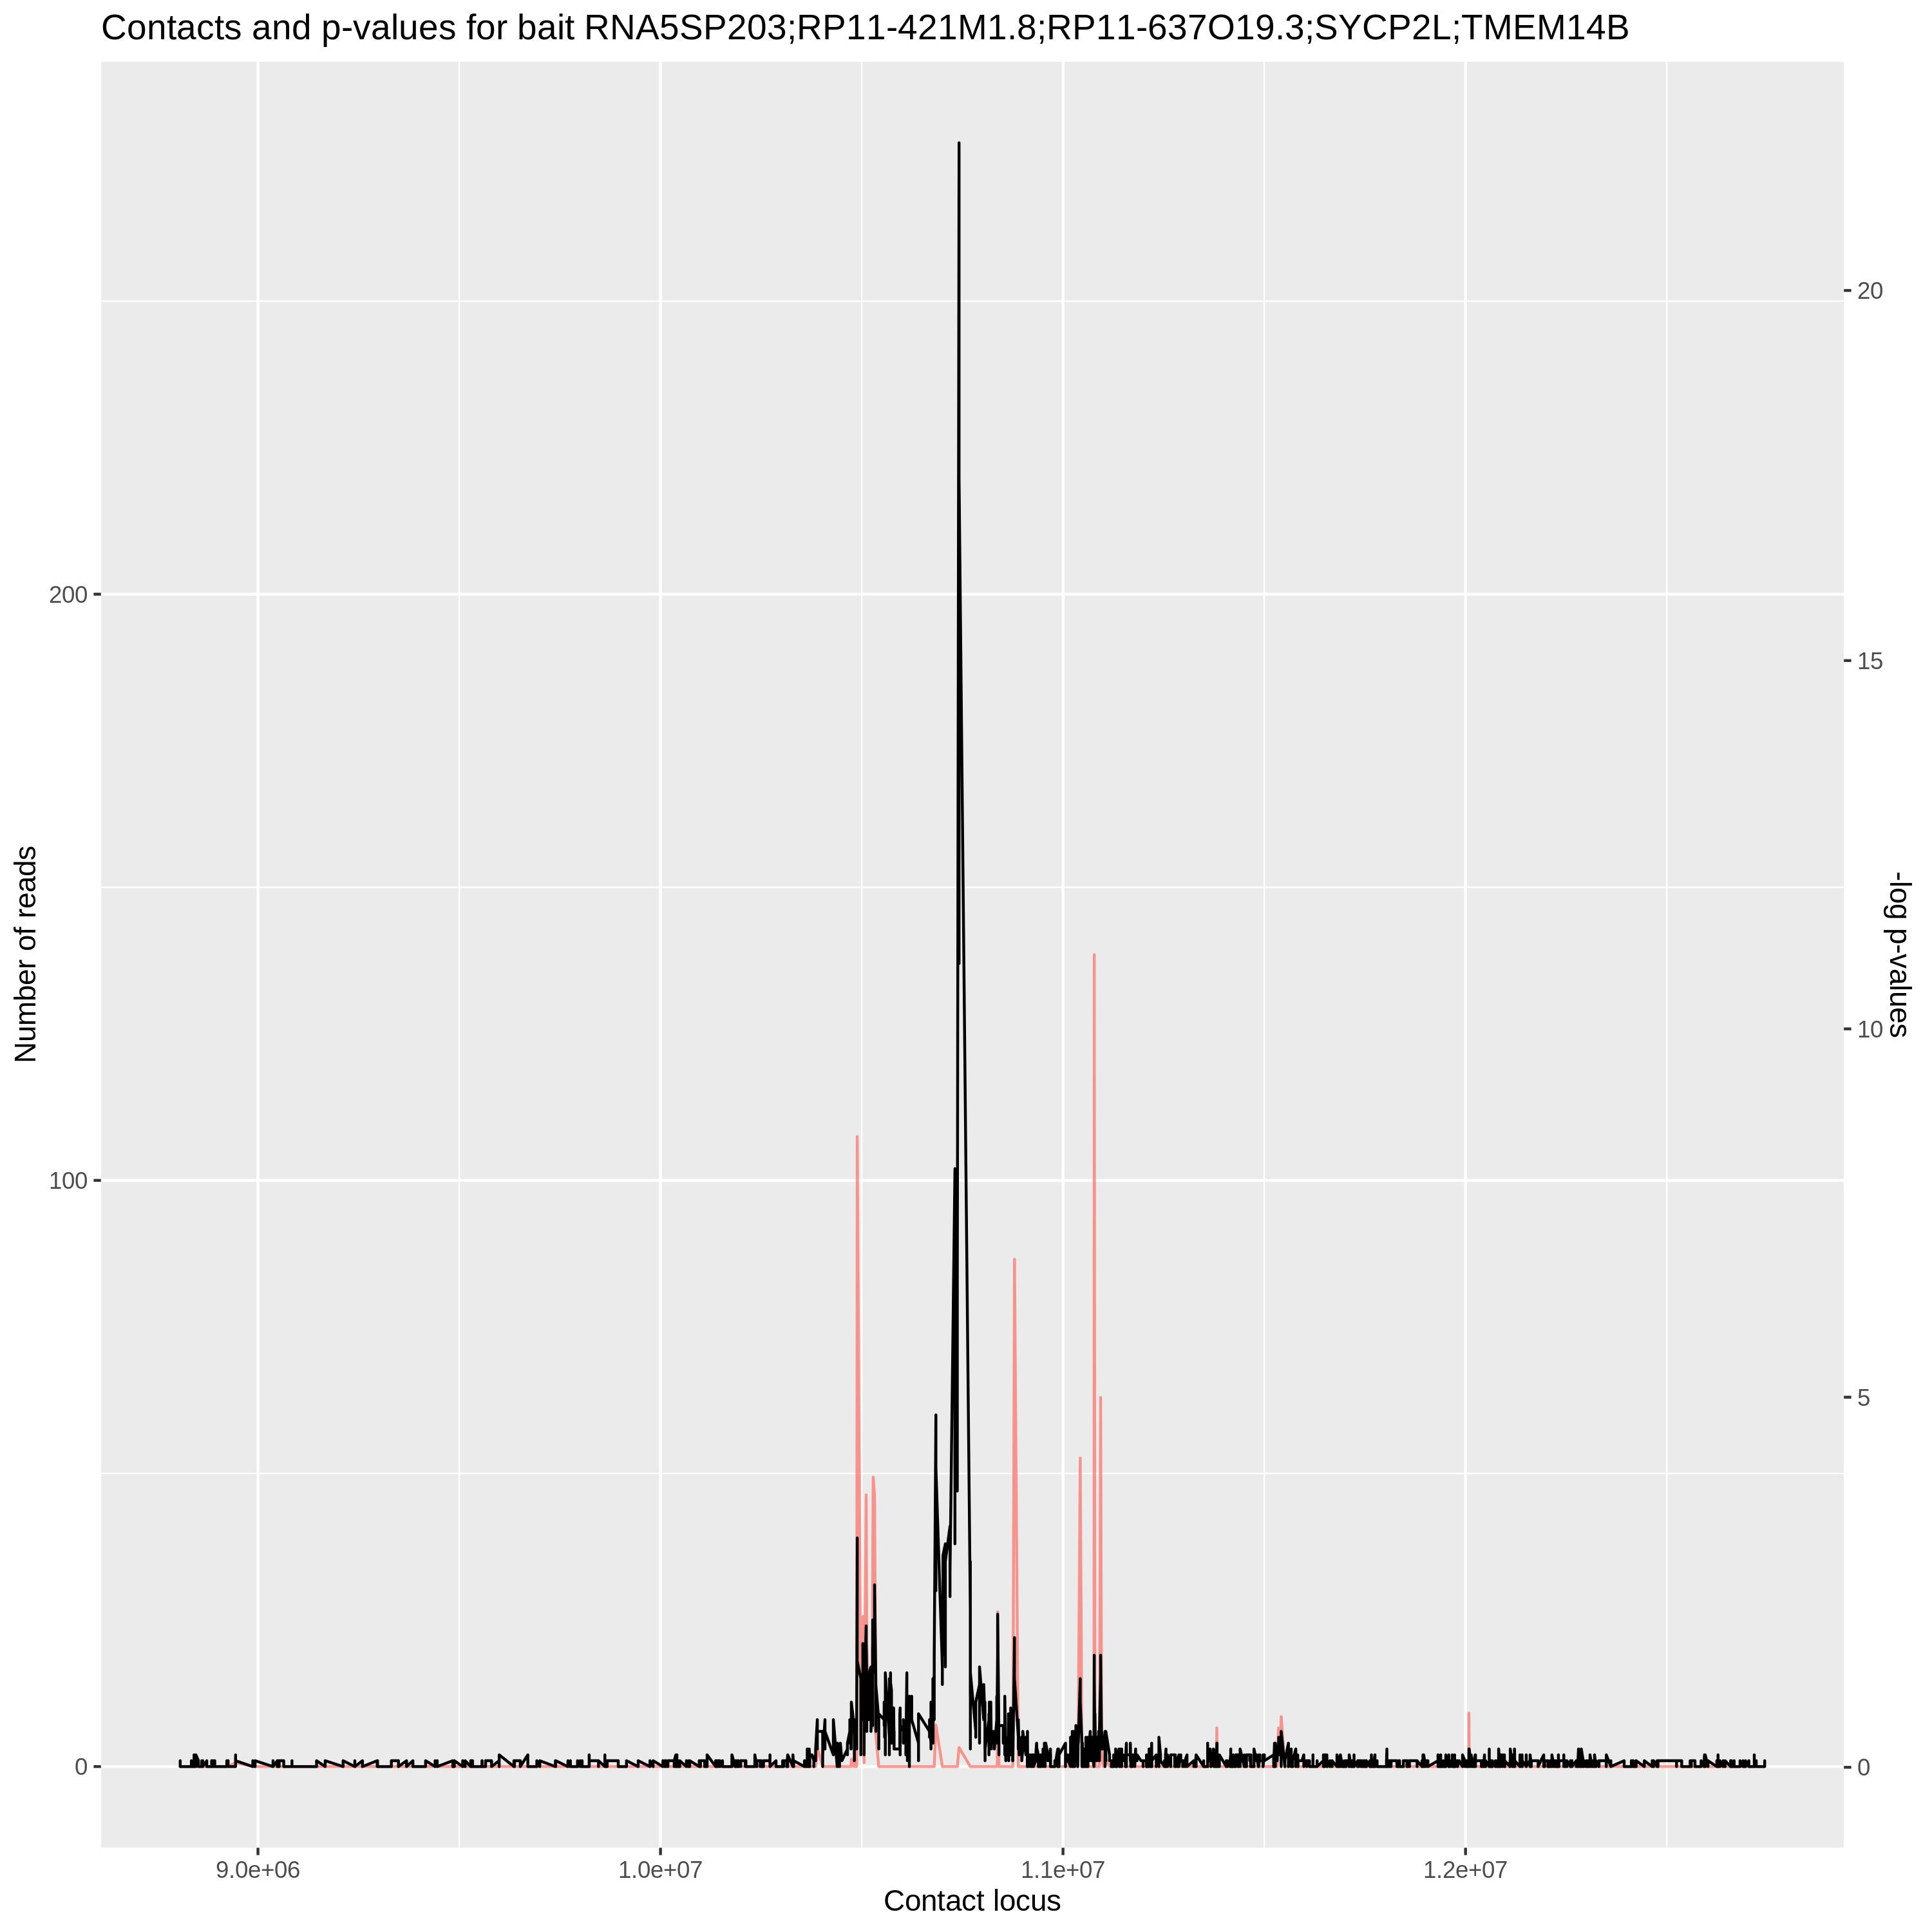 Contacts and p-values for bait RNA5SP203;RP11-421M1.8;RP11-637O19.3;SYCP2L;TMEM14B
200
100
0
Number of reads
20
15
10
5
0
-log p-values
9.0e+06
1.0e+07
1.1e+07
1.2e+07
Contact locus